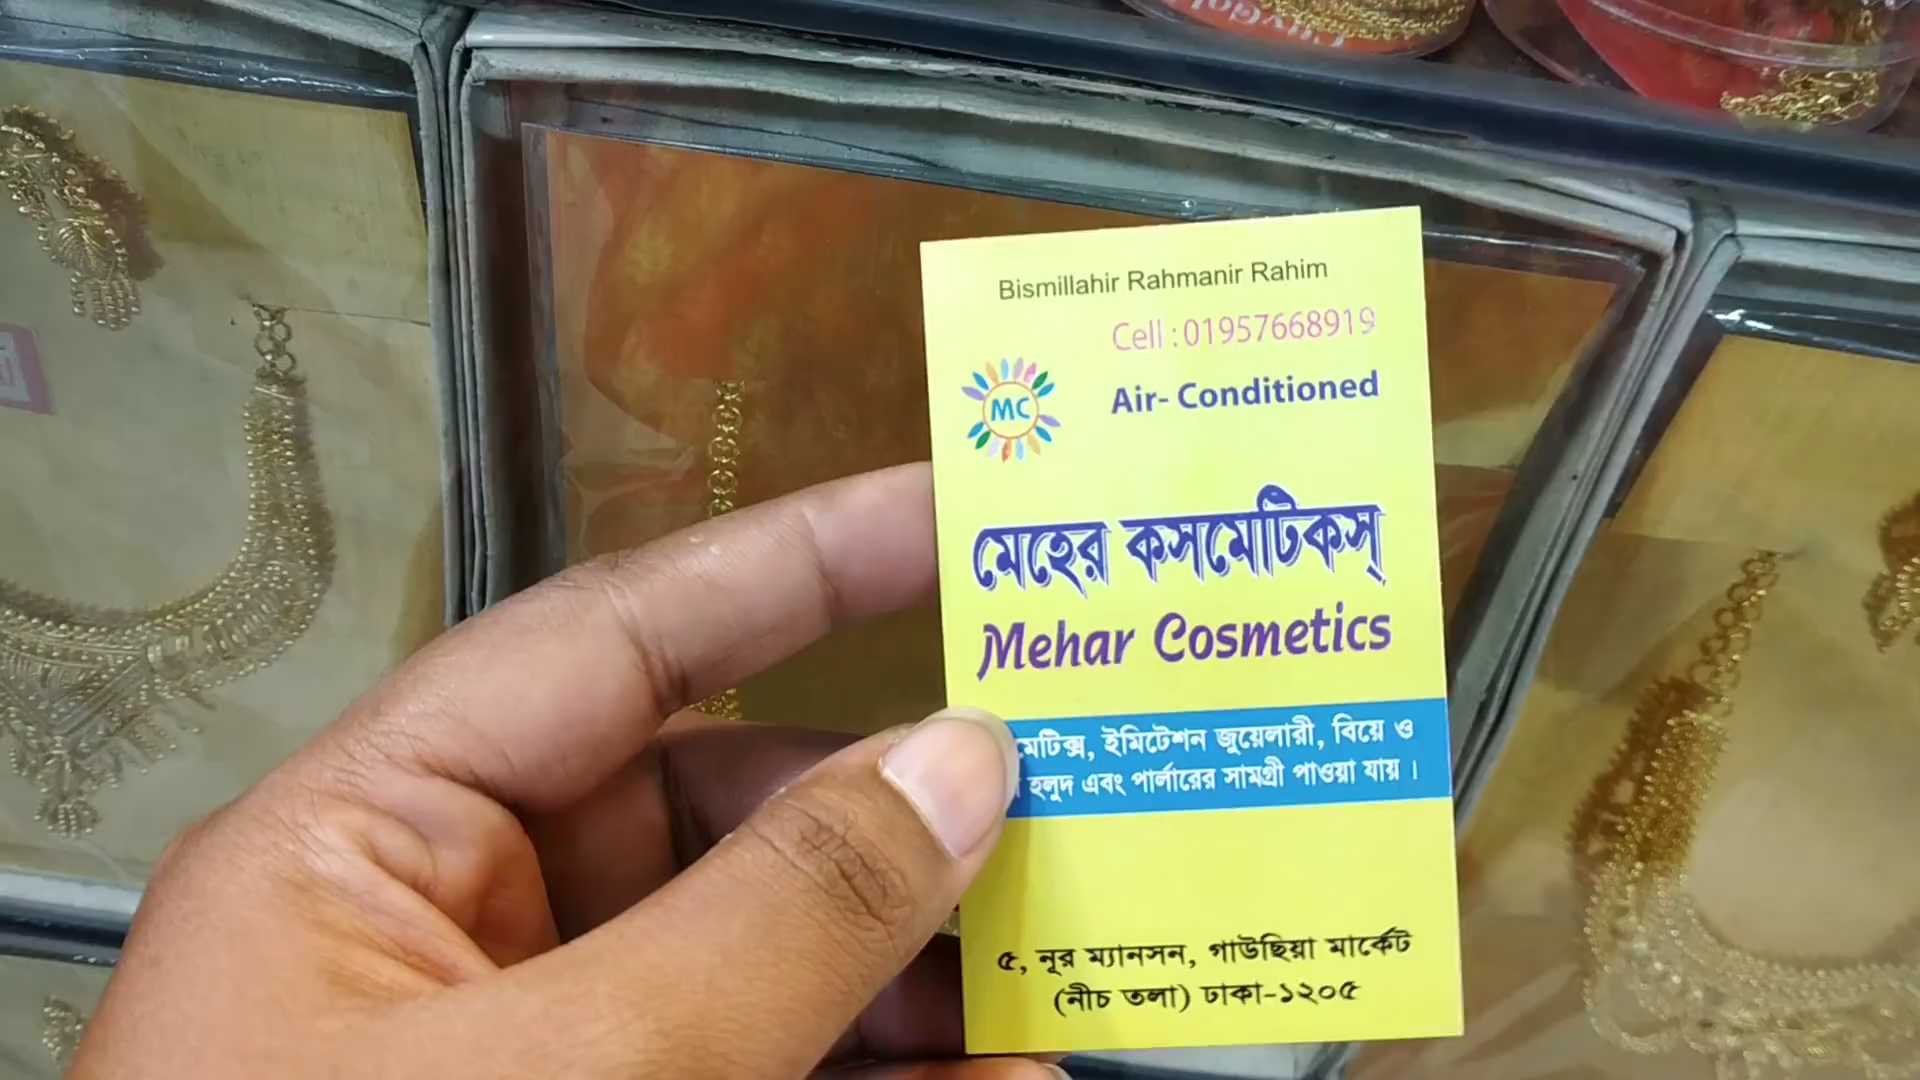 Bismillahir Rahmanir Rahim
Cell : 01957668919
Air- Conditioned
MC
মেহের কসমেটিকস্
Mehar Cosmetics
ইমিটেশন জুয়েলারী, বিয়ে ও
হলুদ এবং পার্লারের সামগ্রী পাওয়া যায় ।
৫, নূর ম্যানসন, গাউছিয়া মার্কেট
(নীচ তলা) ঢাকা-১২০৫